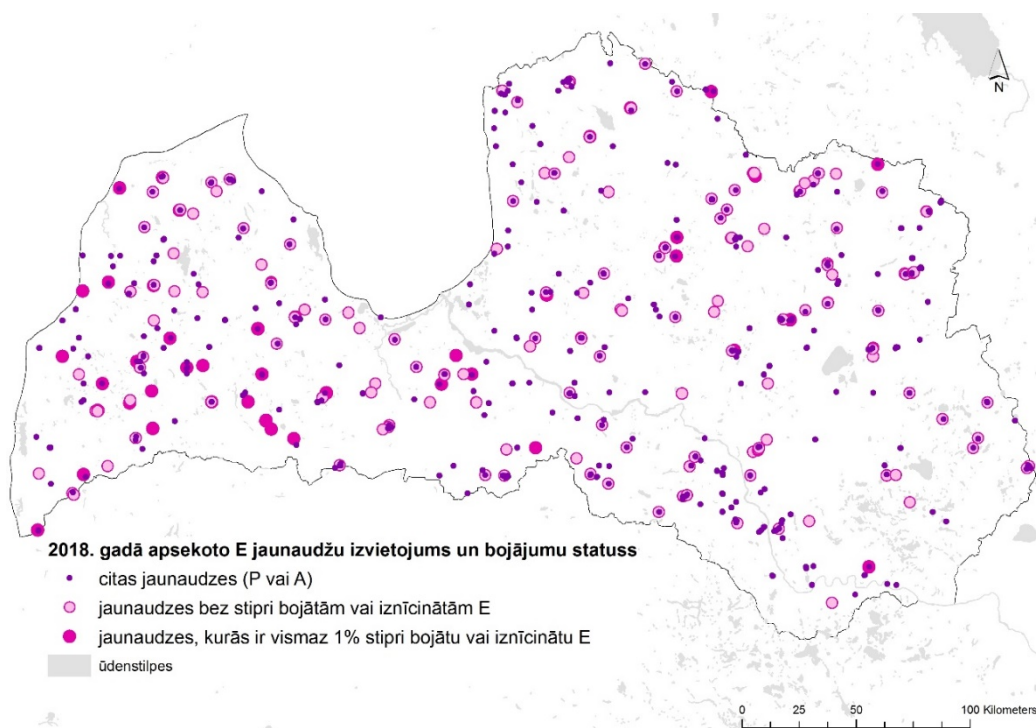 N
2018. gadā apsekoto E jaunaudžu izvietojums un bojājumu statuss
citas jaunaudzes (P vai A)
jaunaudzes bez stipri bojātām vai iznīcinātām E
jaunaudzes, kurās ir vismaz 1% stipri bojātu vai iznīcinātu E
ūdenstilpes
0 25 50 100 Kilometers